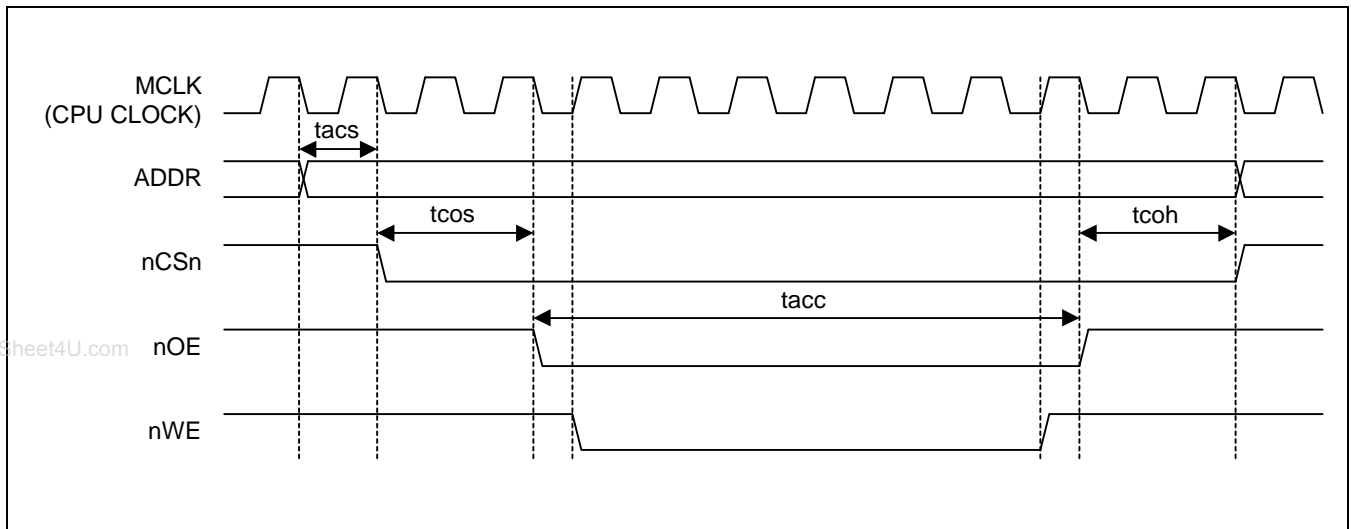 MCLK
(CPU CLOCK)
tacs
ADDR
tcos
tcoh
nCSn
tacc
Sheet4U.com
nOE
nWE